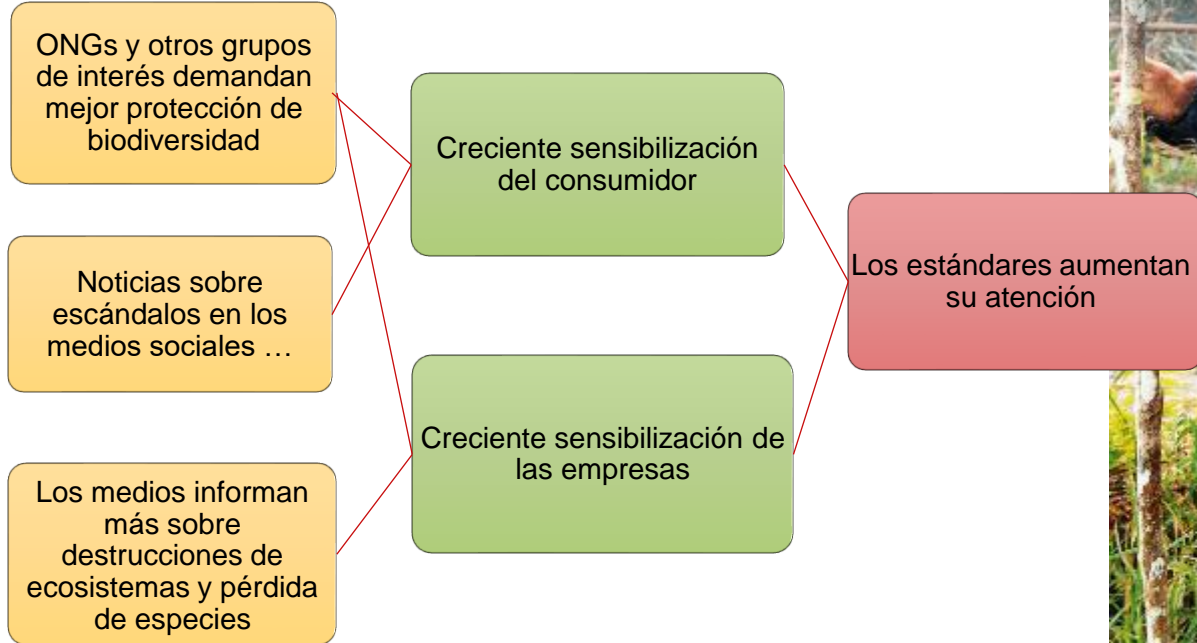 ONGs y otros grupos
de interés demandan
mejor protección de
biodiversidad
Noticias sobre
escándalos en los
medios sociales …
Los medios informan
más sobre
destrucciones de
ecosistemas y pérdida
de especies
Creciente sensibilización
del consumidor
Creciente sensibilización de
las empresas
Los estándares aumentan
su atención